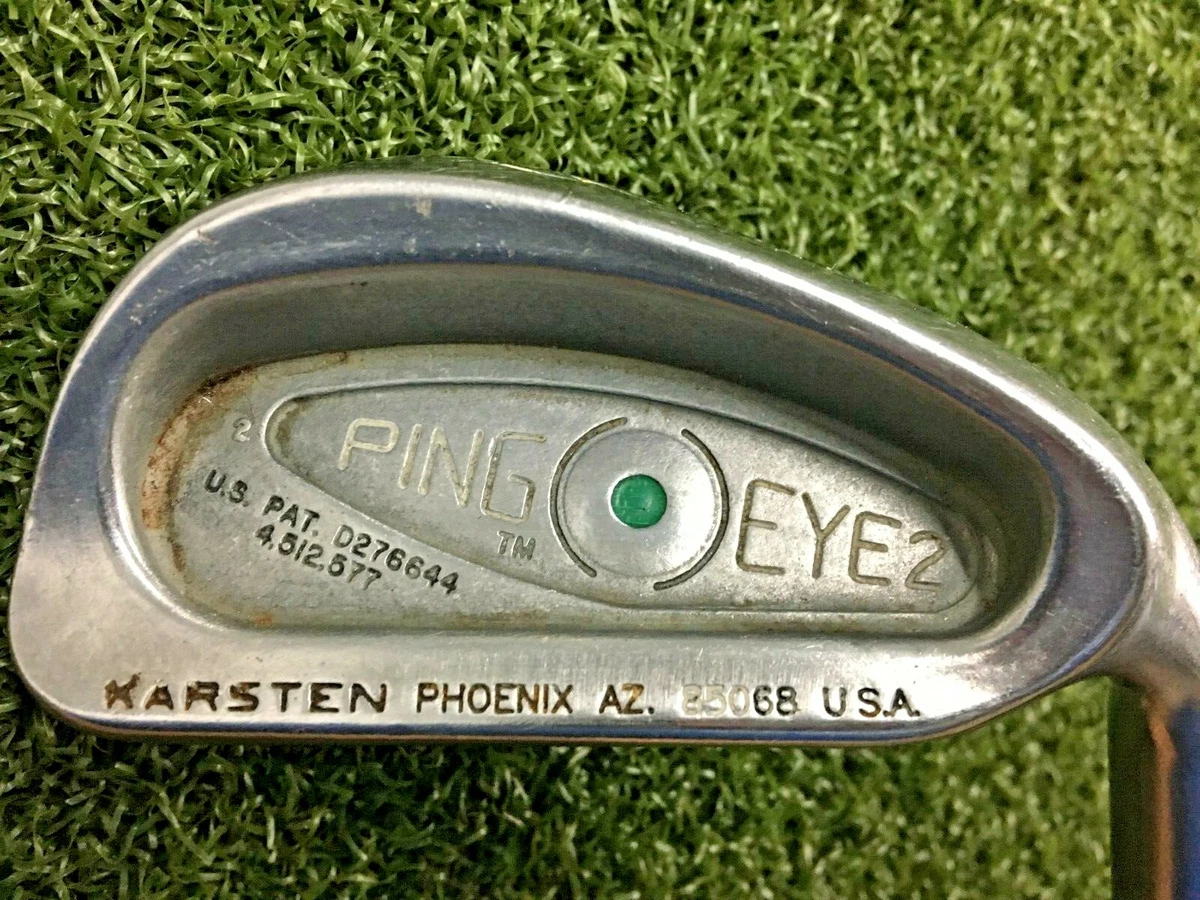 PING EYE2
TM
2
U.S. PAT. D276644
4,512,577
KARSTEN PHOENIX AZ. 85068 U.S.A.